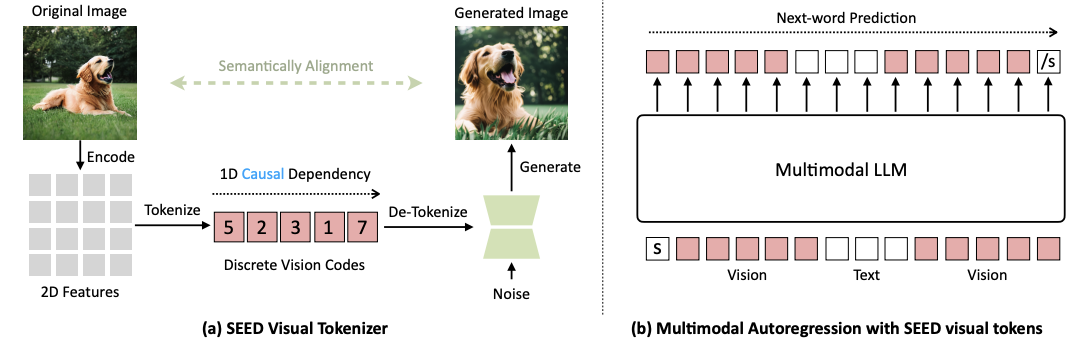 Original Image
Generated Image
Semantically Alignment
Encode
1D Causal Dependency
Generate
Tokenize
5 2 3 1 7
De-Tokenize
Discrete Vision Codes
2D Features
Noise
(a) SEED Visual Tokenizer
Next-word Prediction
/s
Multimodal LLM
S
Vision
Text
Vision
(b) Multimodal Autoregression with SEED visual tokens